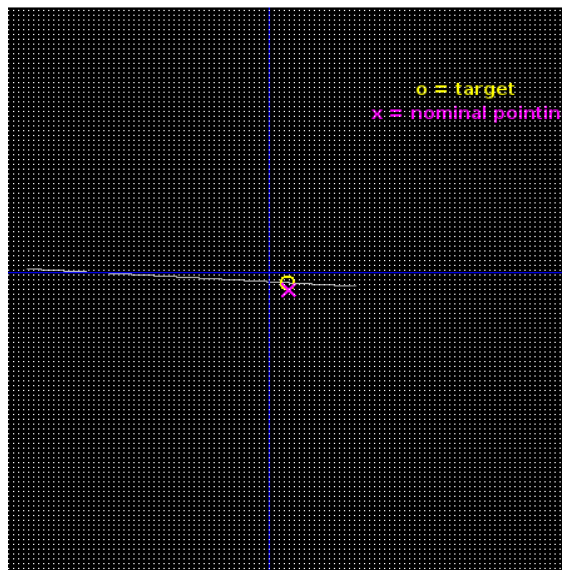 o = target
x = nominal pointin